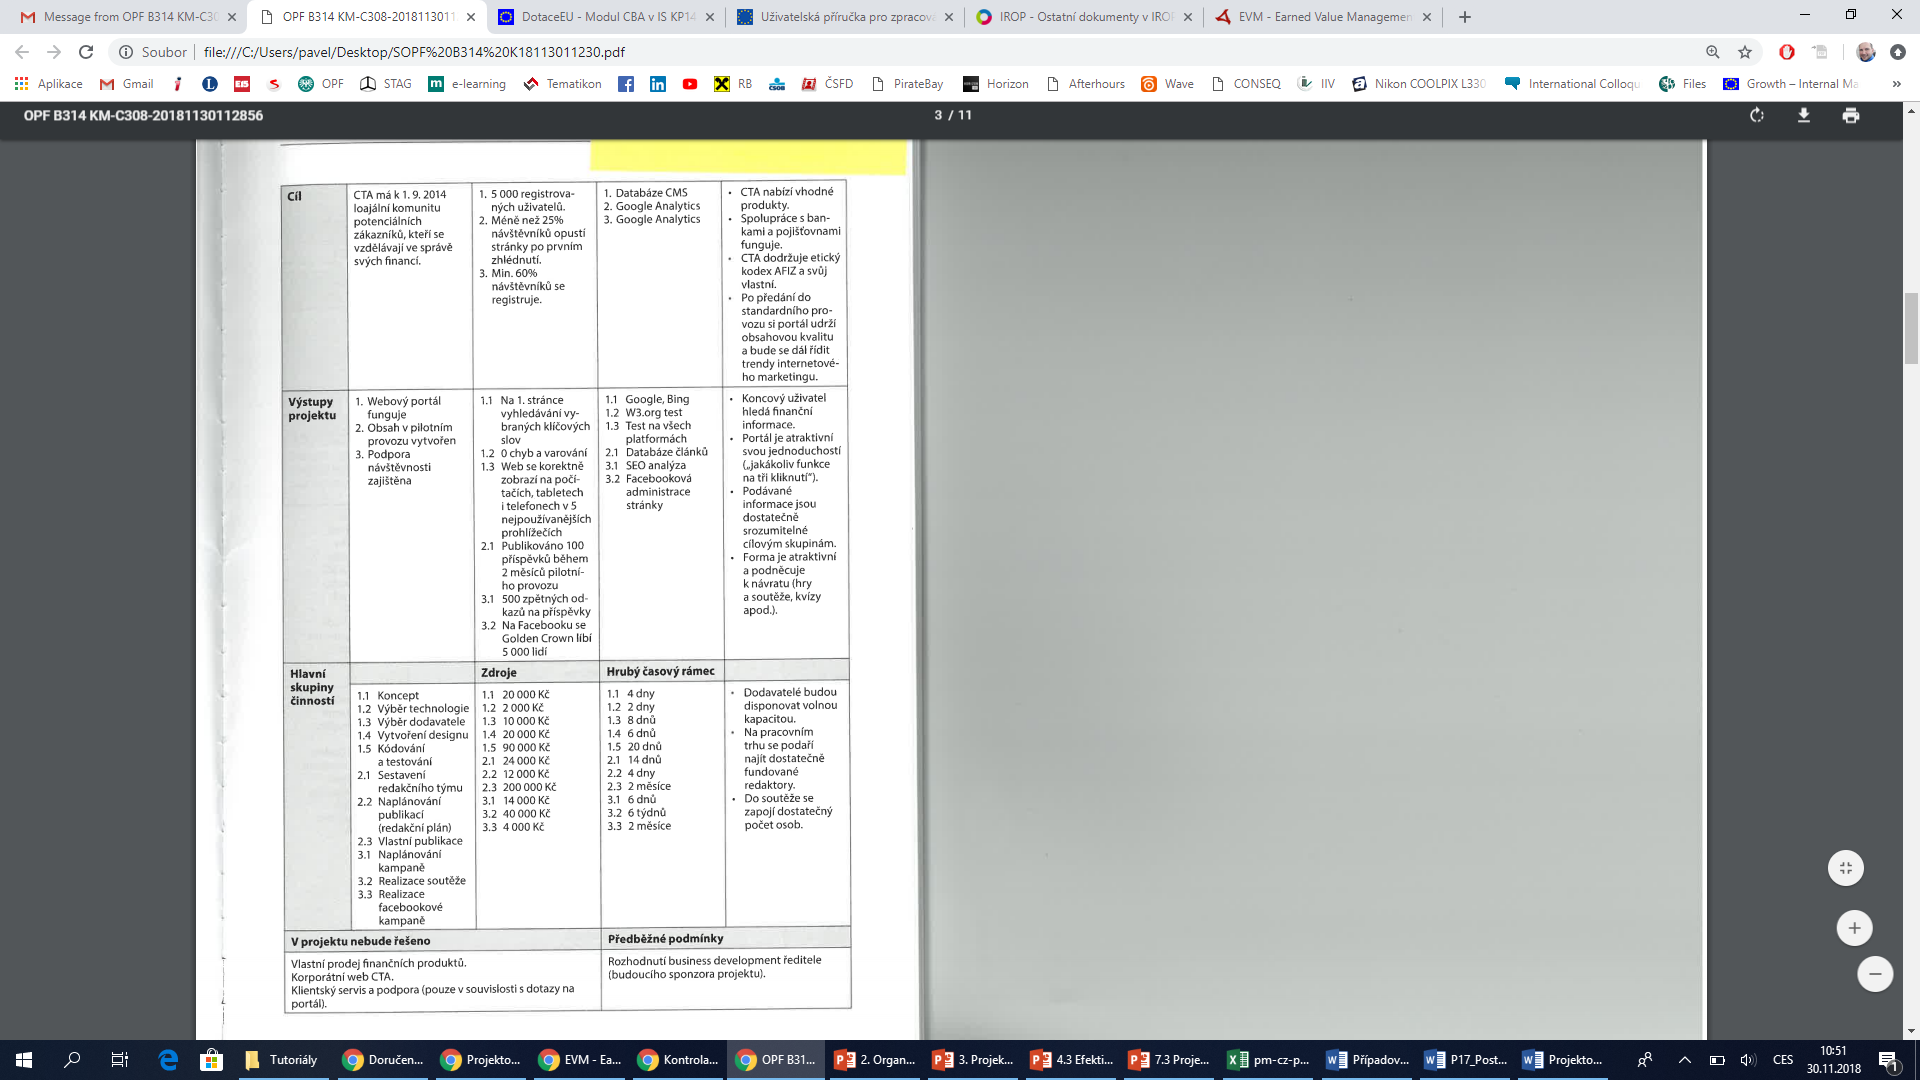 Message from OPF B314 KM-C30
OPF B314 KM-C308-2018113011
DotaceEU - Modul CBA v IS KP14
Uživatelská příručka pro zpracova
IROP - Ostatní dokumenty v IROP
EVM - Earned Value Managemen
Soubor
file:///C:/Users/pavel/Desktop/SOPF%20B314%20K18113011230.pdf
Aplikace
Gmail
EIS
OPF
STAG
e-learning
Tematikon
RB
ČSFD
PirateBay
Horizon
Afterhours
Wave
CONSEQ
IIV
Nikon COOLPIX L330
International Colloqu
Files
Growth – Internal Ma
»
OPF B314 KM-C308-20181130112856
3 / 11
Cíl
CTA má k 1. 9. 2014
loajální komunitu
potenciálních
zákazníků, kteří se
vzdělávají ve správě
svých financí.
1. 5 000 registrova-
ných uživatelů.
2. Méně než 25%
návštěvníků opustí
stránky po prvním
zhlédnutí.
3. Min. 60%
návštěvníků se
registruje.
1. Databáze CMS
2. Google Analytics
3. Google Analytics
• CTA nabízí vhodné
produkty.
• Spolupráce s ban-
kami a pojišťovnami
funguje.
• CTA dodržuje etický
kodex AFIZ a svůj
vlastní.
• Po předání do
standardního pro-
vozu si portál udrží
obsahovou kvalitu
a bude se dál řídit
trendy internetové-
ho marketingu.
Výstupy
projektu
1. Webový portál
funguje
2. Obsah v pilotním
provozu vytvořen
3. Podpora
návštěvnosti
zajištěna
1.1 Na 1. stránce
vyhledávání vy-
braných klíčových
slov
1.2 0 chyb a varování
1.3 Web se korektně
zobrazí na počí-
tačích, tabletech
i telefonech v 5
nejpoužívanějších
prohlížečích
2.1 Publikováno 100
příspěvků během
2 měsíců pilotní-
ho provozu
3.1 500 zpětných od-
kazů na příspěvky
3.2 Na Facebooku se
Golden Crown líbí
5 000 lidí
1.1 Google, Bing
1.2 W3.org test
1.3 Test na všech
platformách
2.1 Databáze článků
3.1 SEO analýza
3.2 Facebooková
administrace
stránky
• Koncový uživatel
hledá finanční
informace.
• Portál je atraktivní
svou jednoduchostí
(„jakákoliv funkce
na tři kliknutí“).
• Podávané
informace jsou
dostatečně
srozumitelné
cílovým skupinám.
• Forma je atraktivní
a podněcuje
k návratu (hry
a soutěže, kvízy
apod.).
Hlavní
skupiny
činností
Zdroje
Hrubý časový rámec
1.1 Koncept
1.2 Výběr technologie
1.3 Výběr dodavatele
1.4 Vytvoření designu
1.5 Kódování
a testování
2.1 Sestavení
redakčního týmu
2.2 Naplánování
publikací
(redakční plán)
2.3 Vlastní publikace
3.1 Naplánování
kampaně
3.2 Realizace soutěže
3.3 Realizace
facebookové
kampaně
1.1 20 000 Kč
1.2 2 000 Kč
1.3 10 000 Kč
1.4 20 000 Kč
1.5 90 000 Kč
2.1 24 000 Kč
2.2 12 000 Kč
2.3 200 000 Kč
3.1 14 000 Kč
3.2 40 000 Kč
3.3 4 000 Kč
1.1 4 dny
1.2 2 dny
1.3 8 dnů
1.4 6 dnů
1.5 20 dnů
2.1 14 dnů
2.2 4 dny
2.3 2 měsíce
3.1 6 dnů
3.2 6 týdnů
3.3 2 měsíce
• Dodavatelé budou
disponovat volnou
kapacitou.
• Na pracovním
trhu se podaří
najít dostatečně
fundované
redaktory.
• Do soutěže se
zapojí dostatečný
počet osob.
V projektu nebude řešeno
Předběžné podmínky
Vlastní prodej finančních produktů.
Korporátní web CTA.
Klientský servis a podpora (pouze v souvislosti s dotazy na
portál).
Rozhodnutí business development ředitele
(budoucího sponzora projektu).
Tutoriály
Doručen...
Projekto...
EVM - Ea...
Kontrola...
OPF B31...
2. Organ...
3. Projek...
4.3 Efekti...
7.3 Proje...
pm-cz-p...
Případov...
P17_Post...
Projekto...
CES
10:51
30.11.2018
1